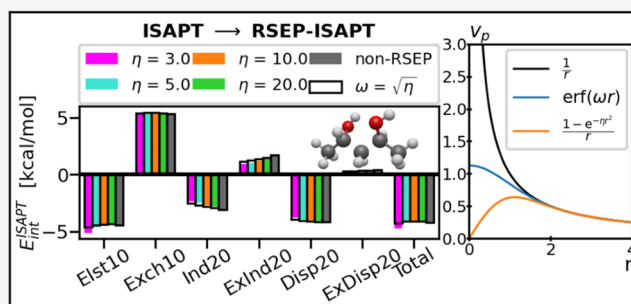 ISAPT → RSEP-ISAPT
η = 3.0 η = 10.0 non-RSEP
η = 5.0 η = 20.0 ω = √η
E_int^ISAPT [kcal/mol]
5
0
−5
Elst10 Exch10 Ind20 ExInd20 Disp20 ExDisp20 Total
v_p
3.0
2.5
2.0
1.5
1.0
0.5
0.0
1/r
erf(ωr)
(1−e^(−ηr²))/r
0 2 4
r